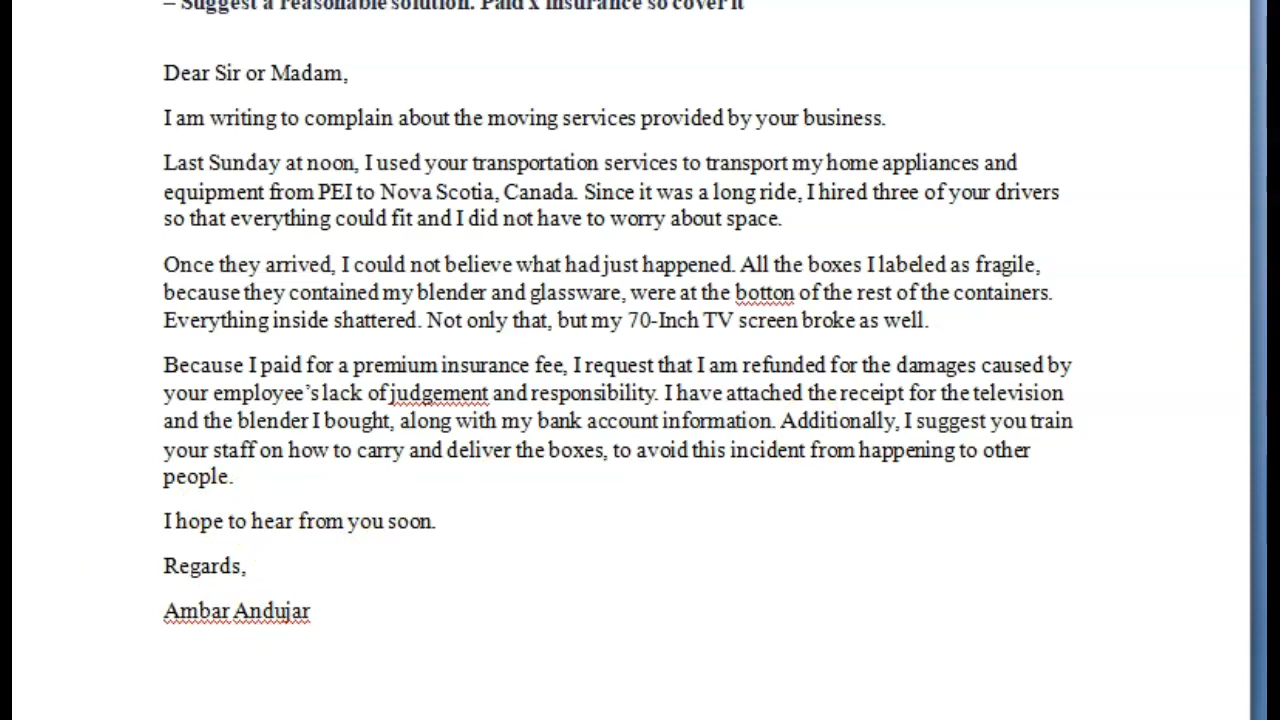 – Suggest a reasonable solution. Paid x insurance so cover it
Dear Sir or Madam,
I am writing to complain about the moving services provided by your business.
Last Sunday at noon, I used your transportation services to transport my home appliances and
equipment from PEI to Nova Scotia, Canada. Since it was a long ride, I hired three of your drivers
so that everything could fit and I did not have to worry about space.
Once they arrived, I could not believe what had just happened. All the boxes I labeled as fragile,
because they contained my blender and glassware, were at the botton of the rest of the containers.
Everything inside shattered. Not only that, but my 70-Inch TV screen broke as well.
Because I paid for a premium insurance fee, I request that I am refunded for the damages caused by
your employee’s lack of judgement and responsibility. I have attached the receipt for the television
and the blender I bought, along with my bank account information. Additionally, I suggest you train
your staff on how to carry and deliver the boxes, to avoid this incident from happening to other
people.
I hope to hear from you soon.
Regards,
Ambar Andujar